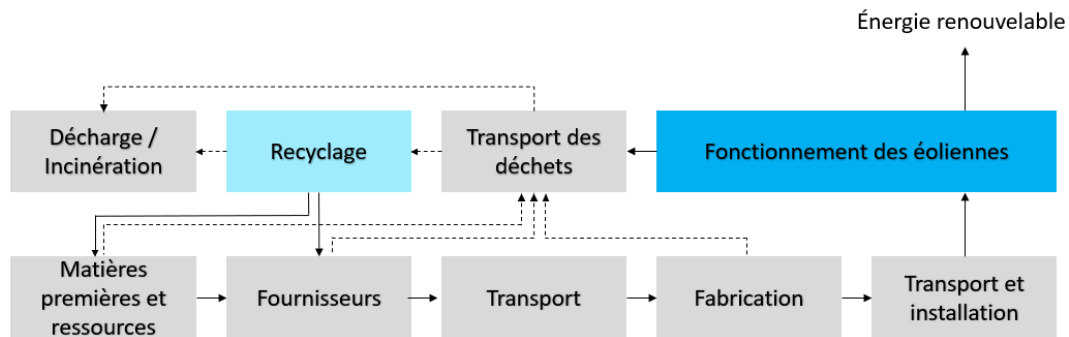 Énergie renouvelable
Décharge /
Incinération
Recyclage
Transport des
déchets
Fonctionnement des éoliennes
Matières
premières et
ressources
Fournisseurs
Transport
Fabrication
Transport et
installation